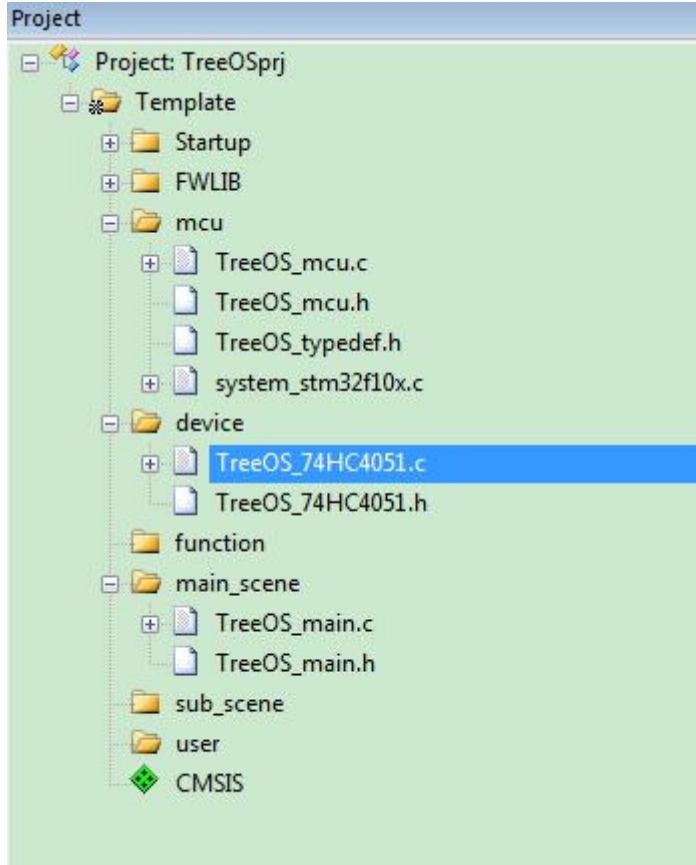 Project
Project: TreeOSprj
Template
Startup
FWLIB
mcu
TreeOS_mcu.c
TreeOS_mcu.h
TreeOS_typedef.h
system_stm32f10x.c
device
TreeOS_74HC4051.c
TreeOS_74HC4051.h
function
main_scene
TreeOS_main.c
TreeOS_main.h
sub_scene
user
CMSIS